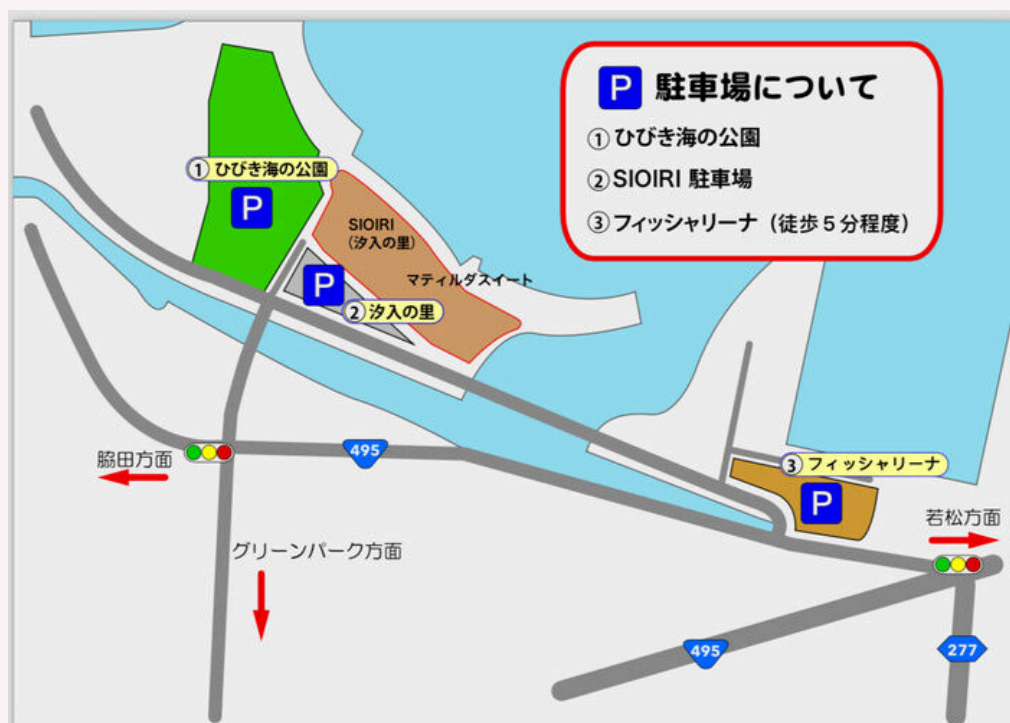 P 駐車場について
① ひびき海の公園
② SIOIRI 駐車場
③ フィッシャリーナ（徒歩５分程度）
① ひびき海の公園
P
SIOIRI
（汐入の里）
マティルダスイート
P
② 汐入の里
495
脇田方面
③ フィッシャリーナ
P
若松方面
グリーンパーク方面
495
277